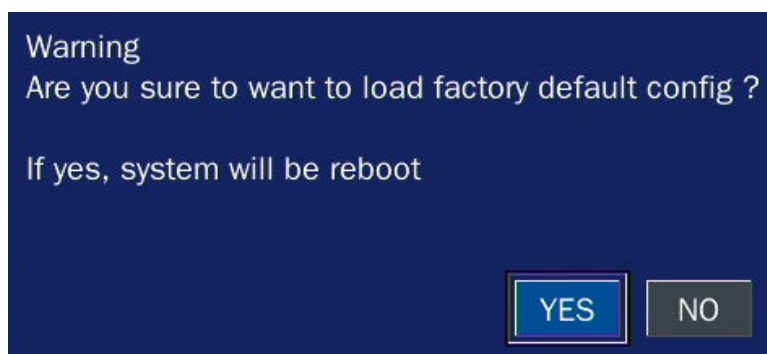 Warning
Are you sure to want to load factory default config ?
If yes, system will be reboot
YES NO